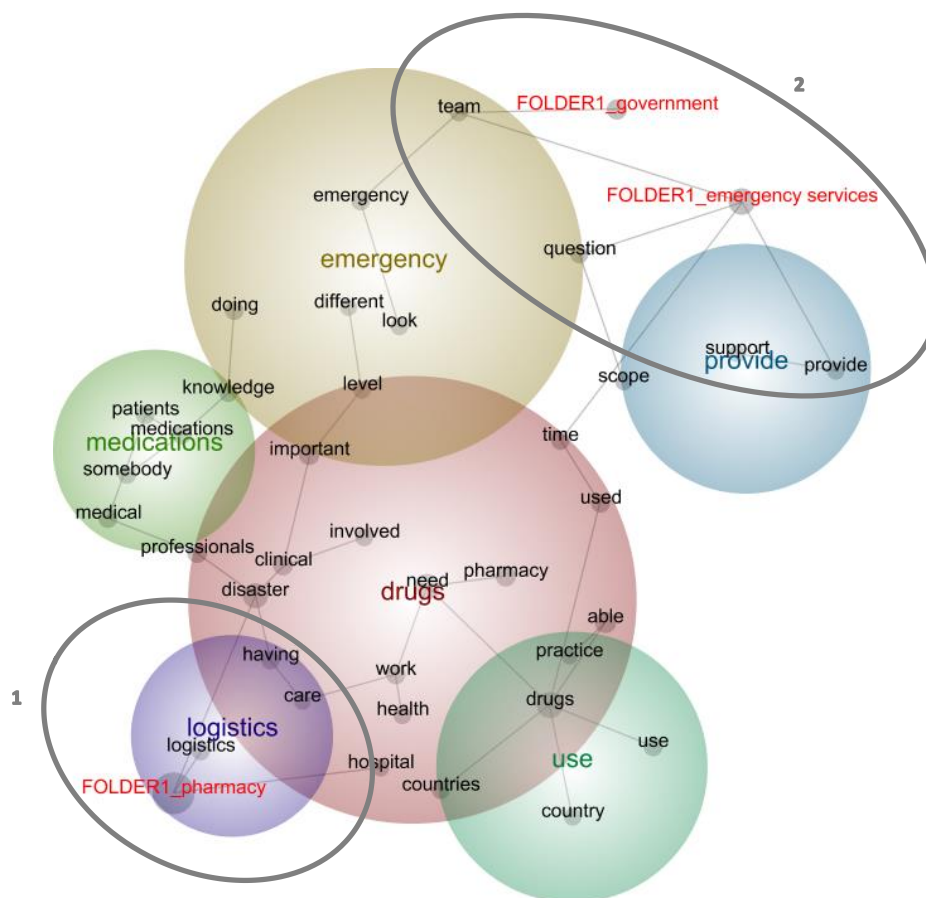 2
team
FOLDER1_government
emergency
FOLDER1_emergency services
question
emergency
doing
different
look
support
provide
provide
knowledge
level
scope
patients
medications
medications
important
time
somebody
medical
used
professionals
involved
clinical
need
pharmacy
disaster
drugs
able
having
practice
work
care
drugs
1
health
logistics
logistics
use
hospital
use
FOLDER1_pharmacy
countries
country